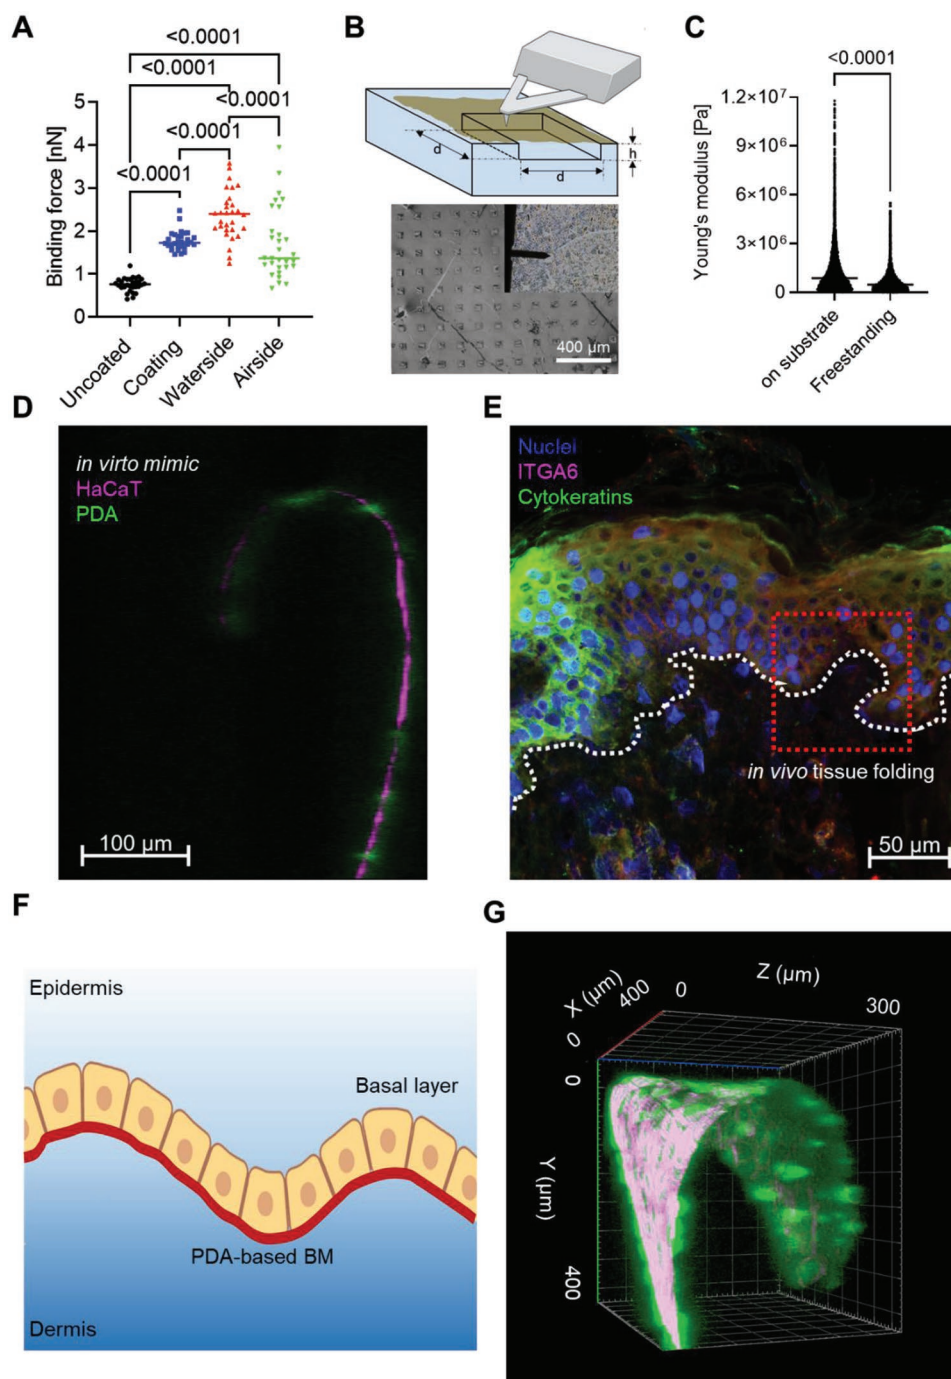 A
<0.0001
<0.0001
<0.0001
<0.0001
<0.0001
Binding force [nN]
5
4
3
2
1
0
Uncoated
Coating
Waterside
Airside
B
d
d
h
400 µm
C
<0.0001
Young's modulus [Pa]
1.2×10⁷
9×10⁶
6×10⁶
3×10⁶
0
on substrate
Freestanding
D
in virto mimic
HaCaT
PDA
100 µm
E
Nuclei
ITGA6
Cytokeratins
in vivo tissue folding
50 µm
F
Epidermis
Basal layer
PDA-based BM
Dermis
G
X (µm)
400
0
Z (µm)
0
300
0
Y (µm)
400